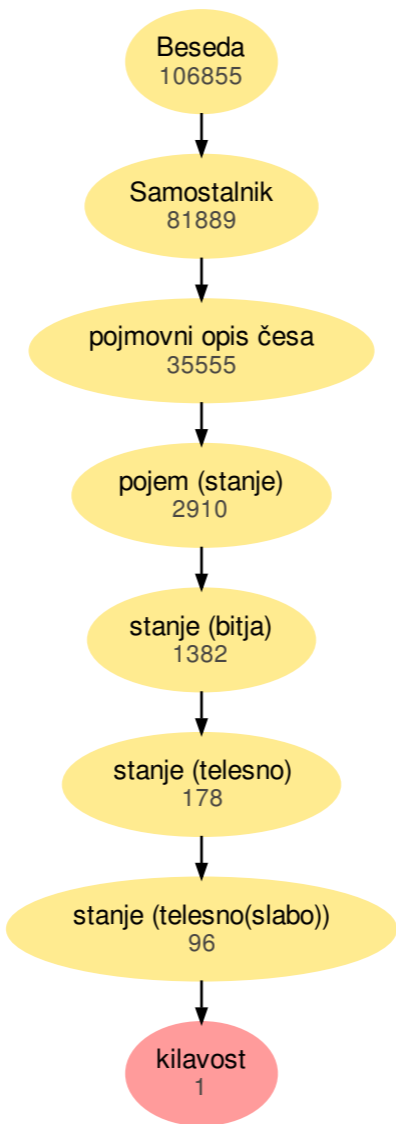 Beseda
106855
Samostalnik
81889
pojmovni opis česa
35555
pojem (stanje)
2910
stanje (bitja)
1382
stanje (telesno)
178
stanje (telesno(slabo))
96
kilavost
1